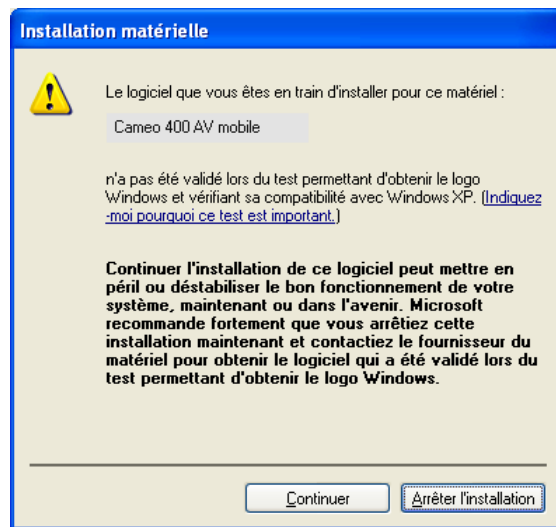 Installation matérielle
Le logiciel que vous êtes en train d'installer pour ce matériel :
Cameo 400 AV mobile
n'a pas été validé lors du test permettant d'obtenir le logo
Windows et vérifiant sa compatibilité avec Windows XP. (Indiquez
-moi pourquoi ce test est important.)
Continuer l'installation de ce logiciel peut mettre en
péril ou déstabiliser le bon fonctionnement de votre
système, maintenant ou dans l'avenir. Microsoft
recommande fortement que vous arrêtiez cette
installation maintenant et contactiez le fournisseur du
matériel pour obtenir le logiciel qui a été validé lors du
test permettant d'obtenir le logo Windows.
Continuer
Arrêter l'installation